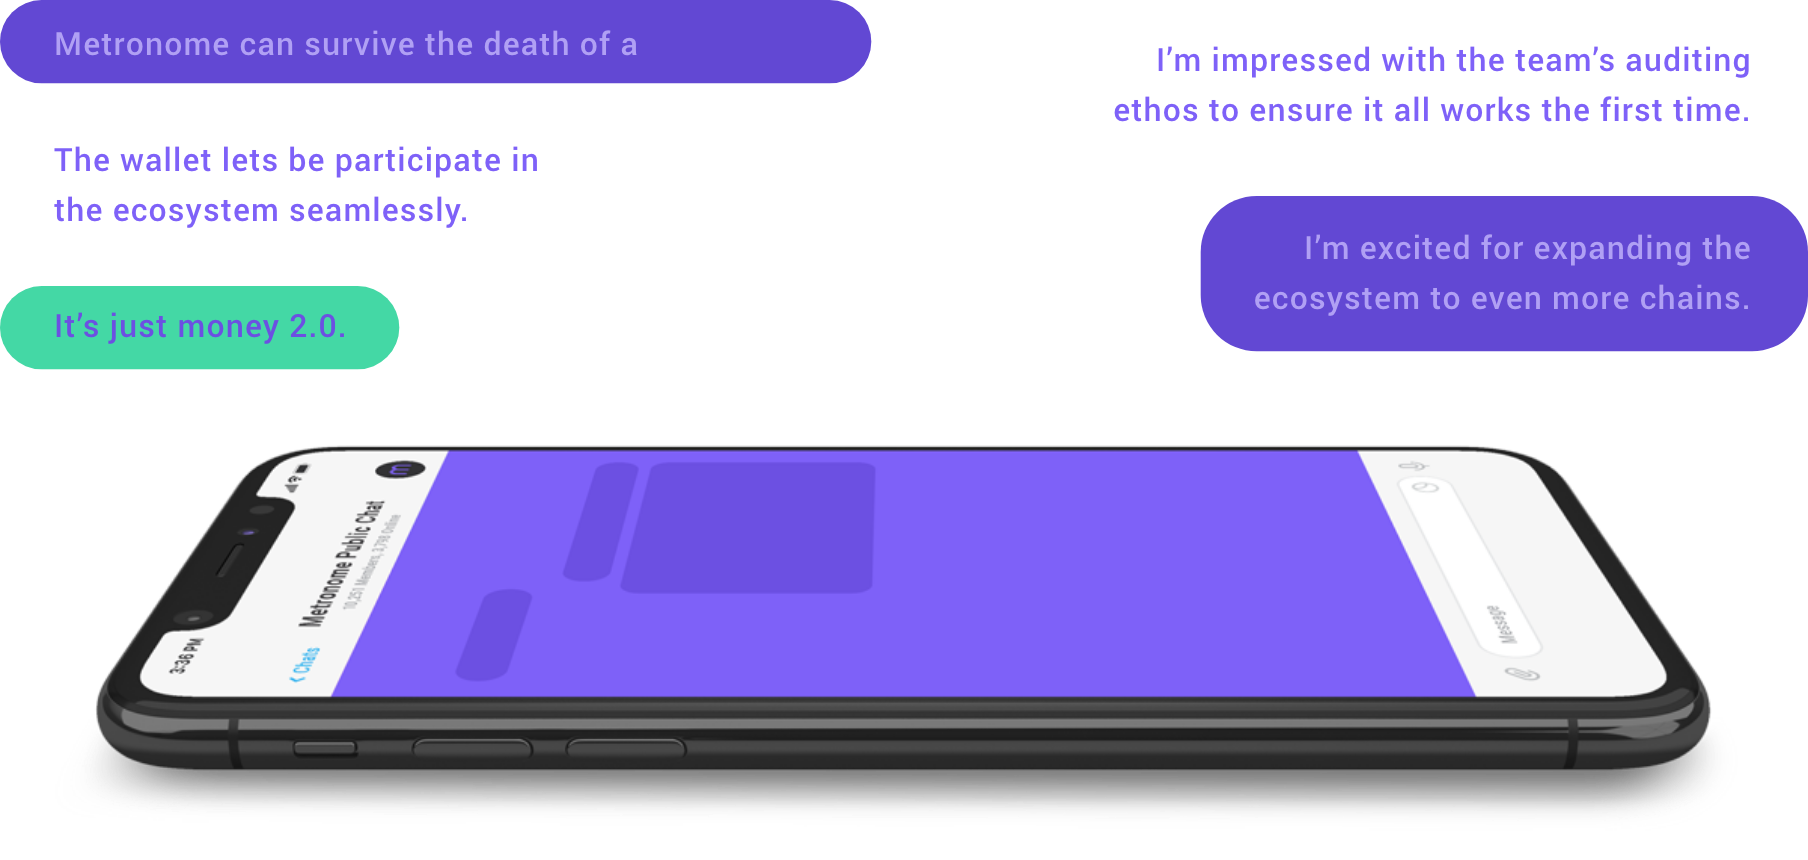 Metronome can survive the death of a
The wallet lets be participate in
the ecosystem seamlessly.
It’s just money 2.0.
I’m impressed with the team’s auditing
ethos to ensure it all works the first time.
I’m excited for expanding the
ecosystem to even more chains.
3:36 PM
‹ Chats
Metronome Public Chat
10,251 Members, 3,798 Online
m
Message